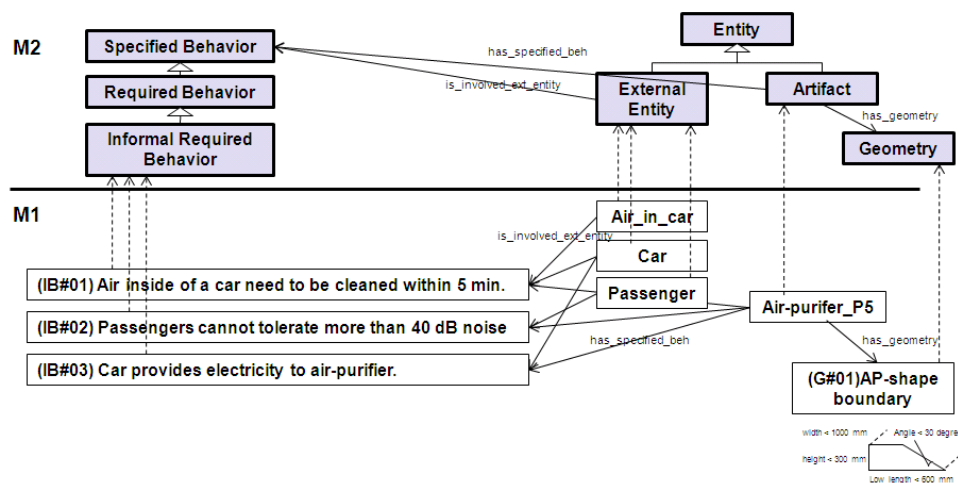 M2
Specified Behavior
Entity
has_specified_beh
Required Behavior
is_involved_ext_entity
External
Entity
Artifact
Informal Required
Behavior
has_geometry
Geometry
M1
Air_in_car
is_involved_ext_entity
Car
(IB#01) Air inside of a car need to be cleaned within 5 min.
Passenger
Air-purifer_P5
(IB#02) Passengers cannot tolerate more than 40 dB noise
has_specified_beh
has_geometry
(IB#03) Car provides electricity to air-purifier.
(G#01)AP-shape
boundary
width < 1000 mm
Angle < 30 degre
height < 300 mm
Low length < 600 mm